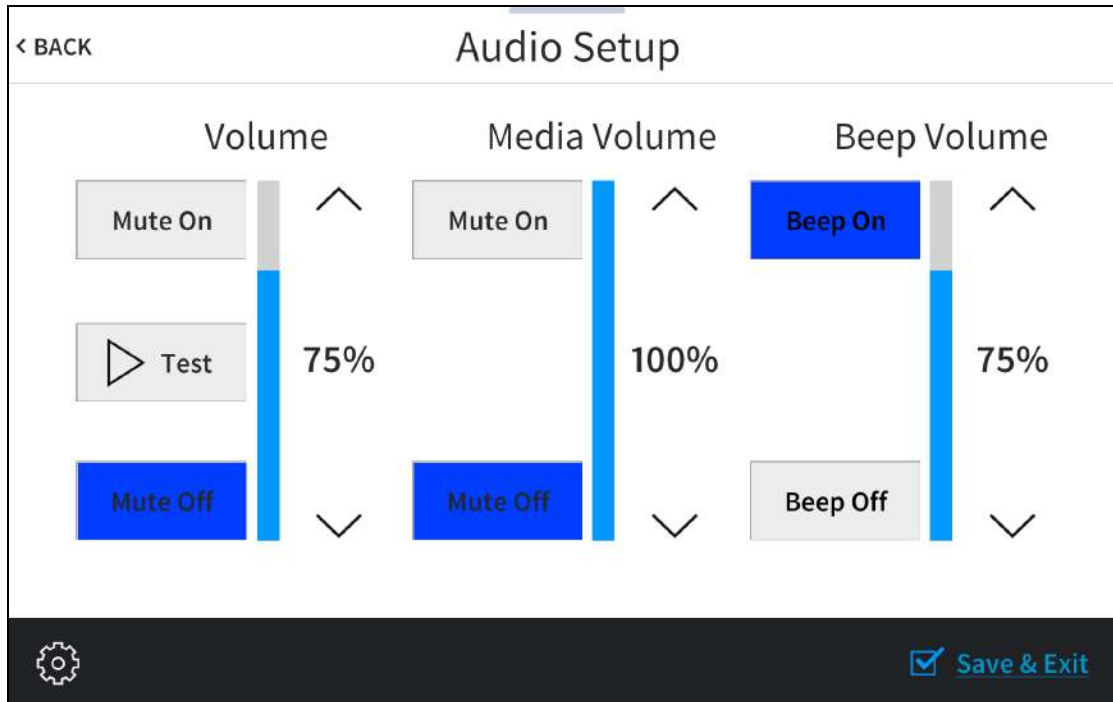 < BACK
Audio Setup
Volume
Media Volume
Beep Volume
Mute On
Mute On
Beep On
Test
75%
100%
75%
Mute Off
Mute Off
Beep Off
Save & Exit